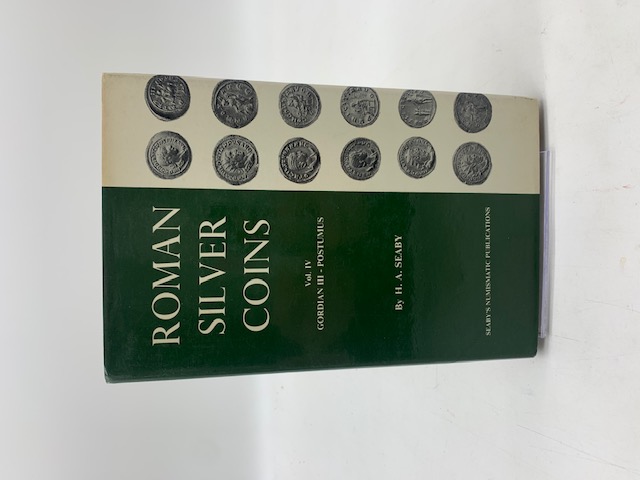 ROMAN
SILVER
COINS
Vol. IV
GORDIAN III - POSTUMUS
By H. A. SEABY
SEABY'S NUMISMATIC PUBLICATIONS